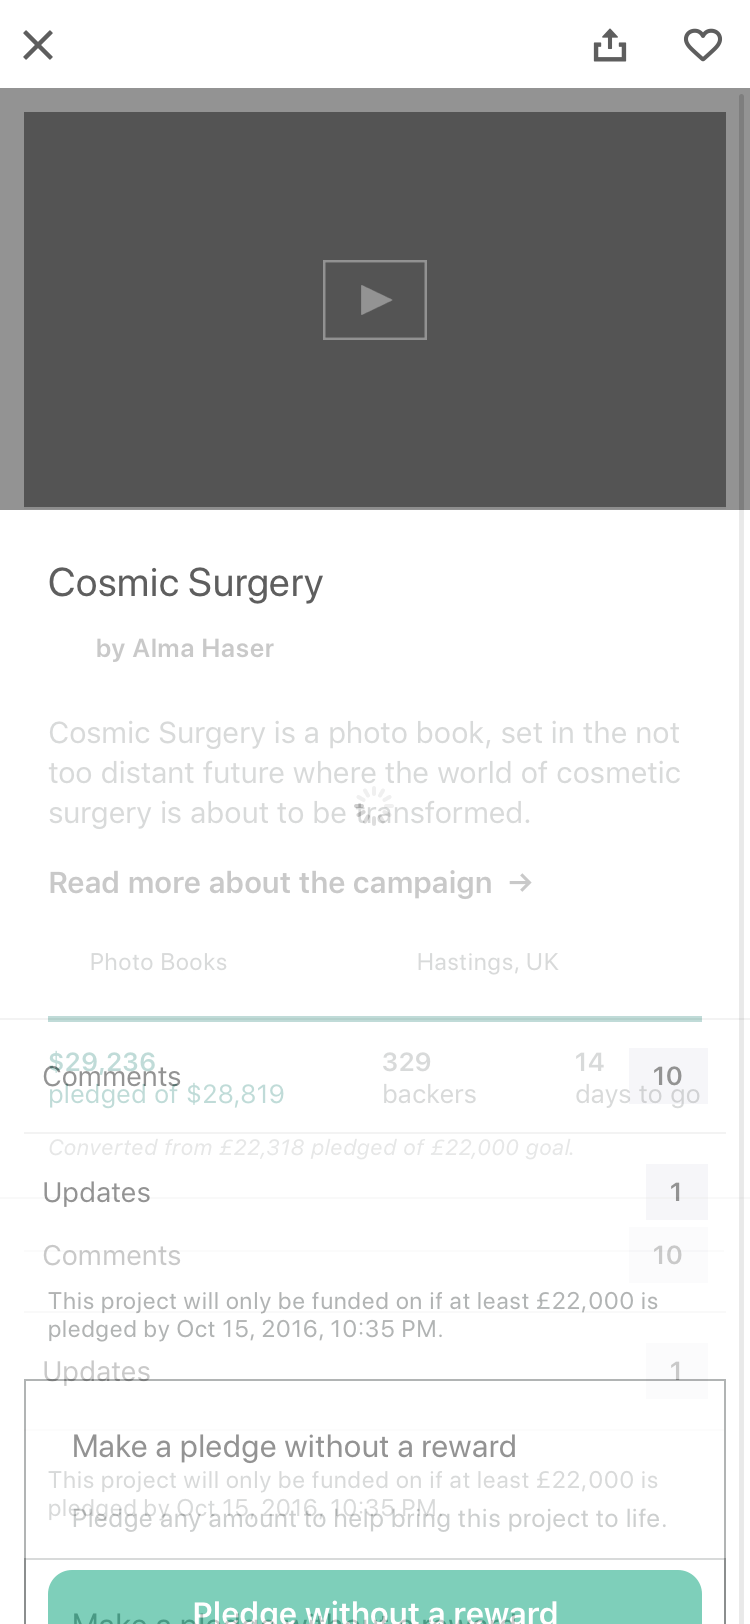 Cosmic Surgery
by Alma Haser
Cosmic Surgery is a photo book, set in the not
too distant future where the world of cosmetic
surgery is about to be transformed.
Read more about the campaign →
Photo Books
Hastings, UK
$29,236
pledged of $28,819
329
backers
14
days to go
Comments
10
Converted from £22,318 pledged of £22,000 goal.
Updates
1
Comments
10
This project will only be funded on if at least £22,000 is
pledged by Oct 15, 2016, 10:35 PM.
Updates
1
Make a pledge without a reward
This project will only be funded on if at least £22,000 is
pledged by Oct 15, 2016, 10:35 PM.
Pledge any amount to help bring this project to life.
Pledge without a reward
Make a pledge without a reward